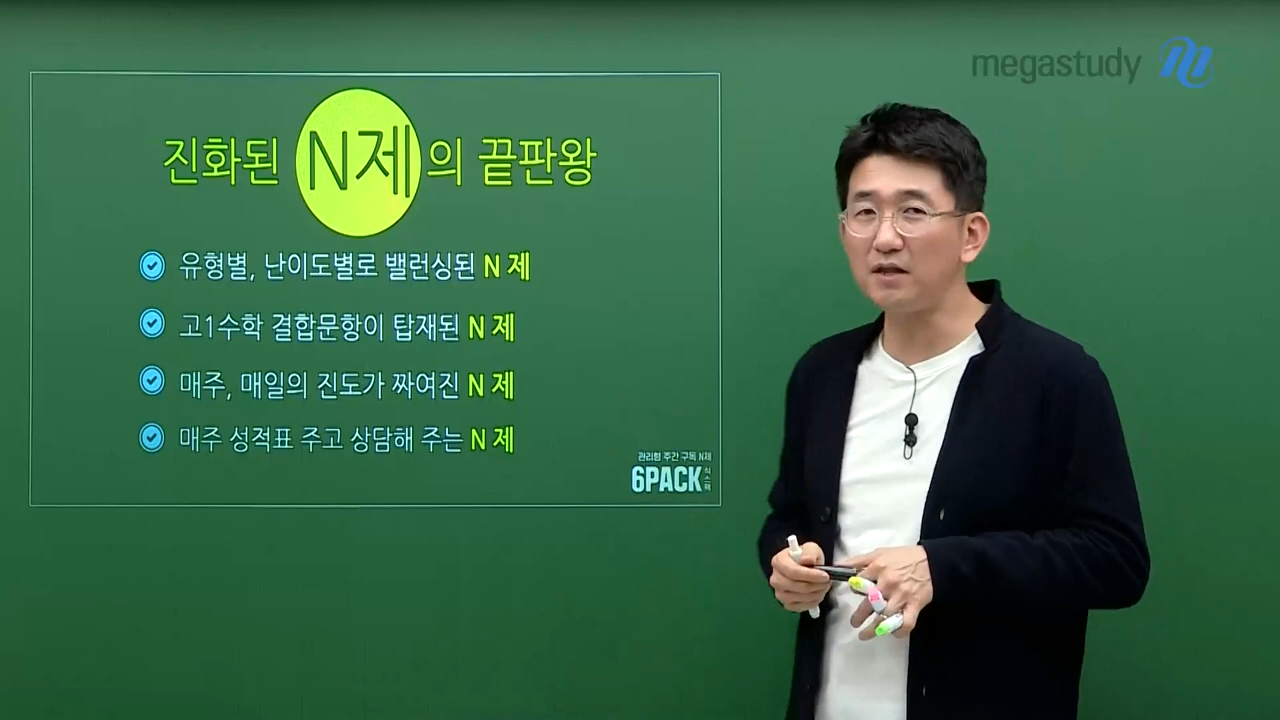 megastudy
진화된 N제의 끝판왕
유형별, 난이도별로 밸런싱된 N 제
고1수학 결합문항이 탑재된 N 제
매주, 매일의 진도가 짜여진 N 제
매주 성적표 주고 상담해 주는 N 제
관리형 주간 구독 N제
6PACK 식스팩